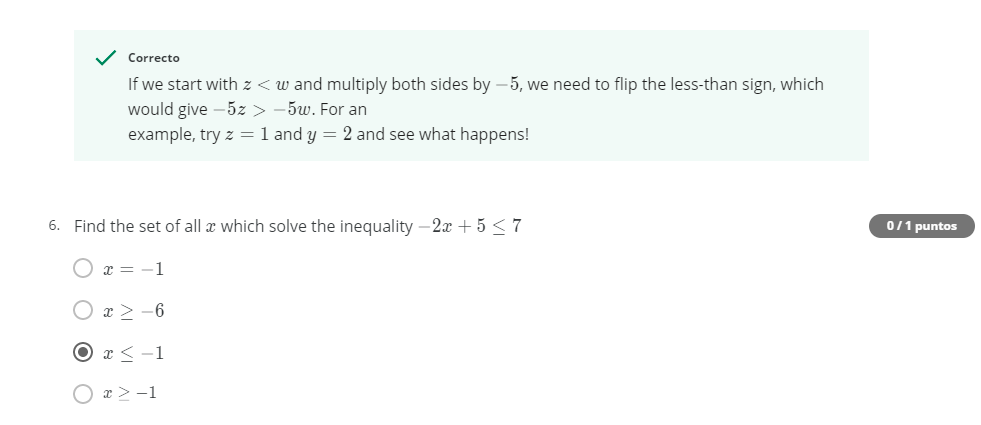 Correcto
If we start with z < w and multiply both sides by −5, we need to flip the less-than sign, which
would give −5z > −5w. For an
example, try z = 1 and y = 2 and see what happens!
6. Find the set of all x which solve the inequality −2x + 5 ≤ 7
0 / 1 puntos
x = −1
x ≥ −6
x ≤ −1
x ≥ −1